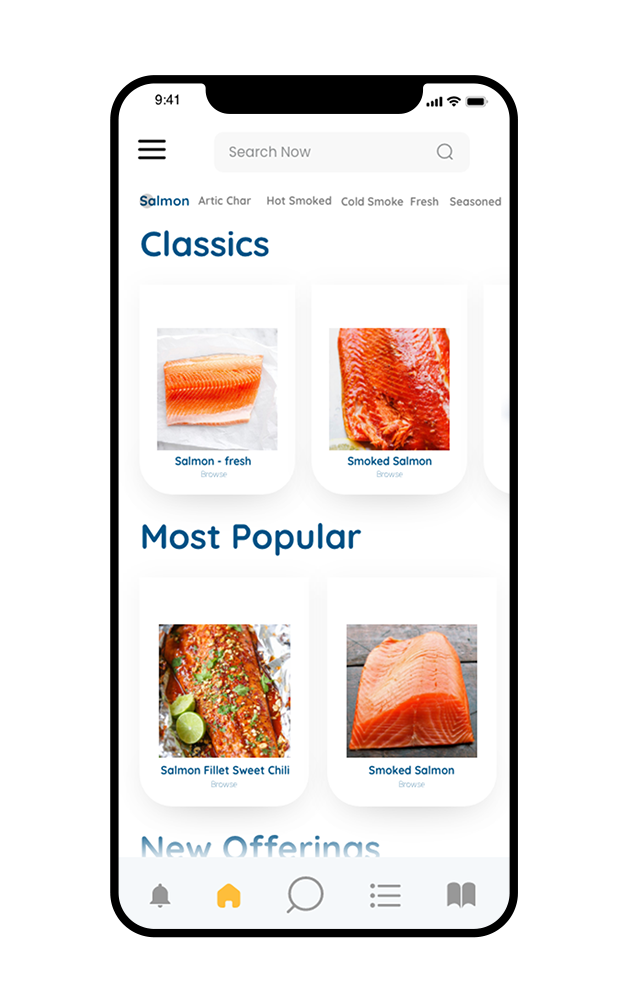 9:41
Search Now
Salmon Artic Char Hot Smoked Cold Smoke Fresh Seasoned
Classics
Salmon - fresh Smoked Salmon
Browse Browse
Most Popular
Salmon Fillet Sweet Chili Smoked Salmon
Browse Browse
New Offerings